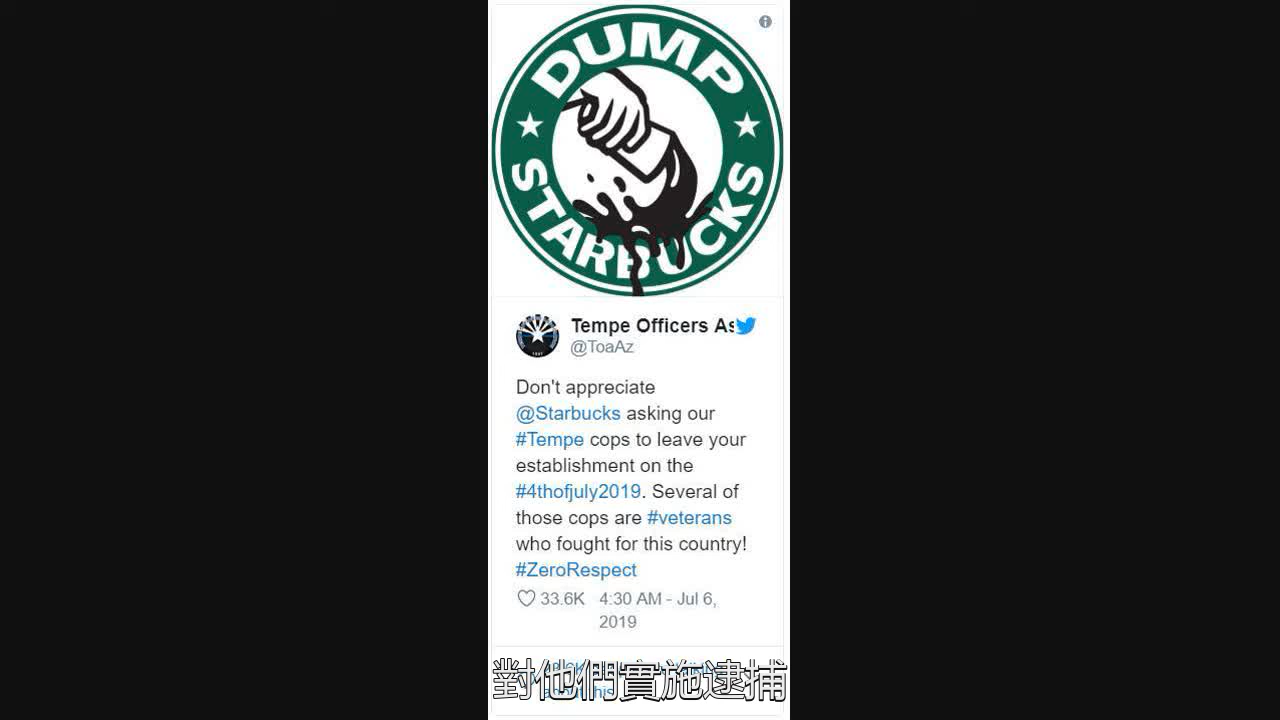 DUMP
STARBUCKS
Tempe Officers As
@ToaAz
Don't appreciate
@Starbucks asking our
#Tempe cops to leave your
establishment on the
#4thofjuly2019. Several of
those cops are #veterans
who fought for this country!
#ZeroRespect
33.6K 4:30 AM - Jul 6,
2019
對他們實施逮捕